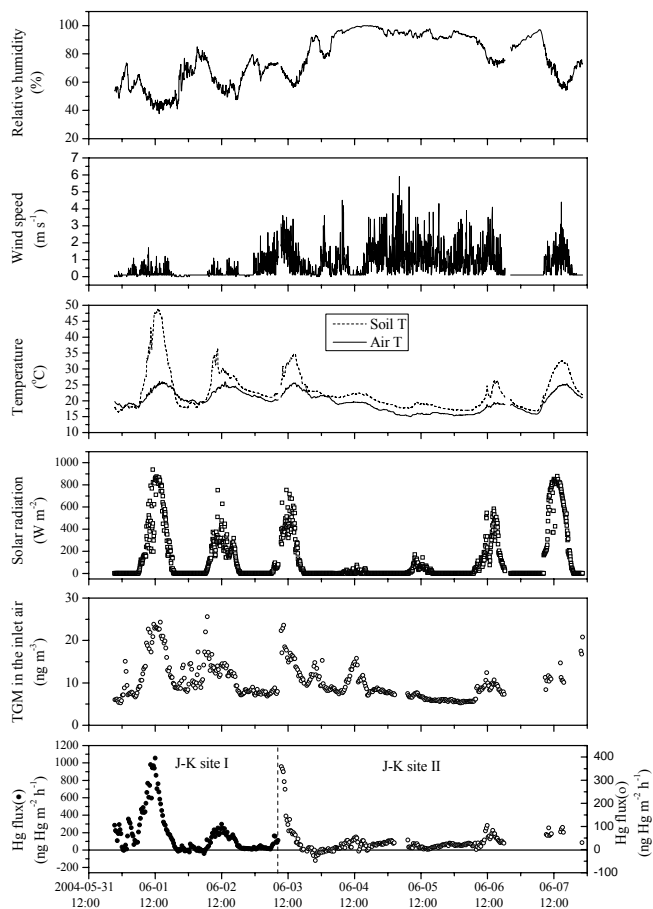 100
80
60
40
20
Relative humidity
(%)
7
6
5
4
3
2
1
0
Wind speed
(m s⁻¹)
50
45
40
35
30
25
20
15
10
Temperature
(°C)
Soil T
Air T
1000
800
600
400
200
0
Solar radiation
(W m⁻²)
30
20
10
0
TGM in the inlet air
(ng m⁻³)
1200
1000
800
600
400
200
0
-200
Hg flux(●)
(ng Hg m⁻² h⁻¹)
J-K site I
J-K site II
400
300
200
100
0
-100
Hg flux(o)
(ng Hg m⁻² h⁻¹)
2004-05-31 06-01 06-02 06-03 06-04 06-05 06-06 06-07
12:00 12:00 12:00 12:00 12:00 12:00 12:00 12:00